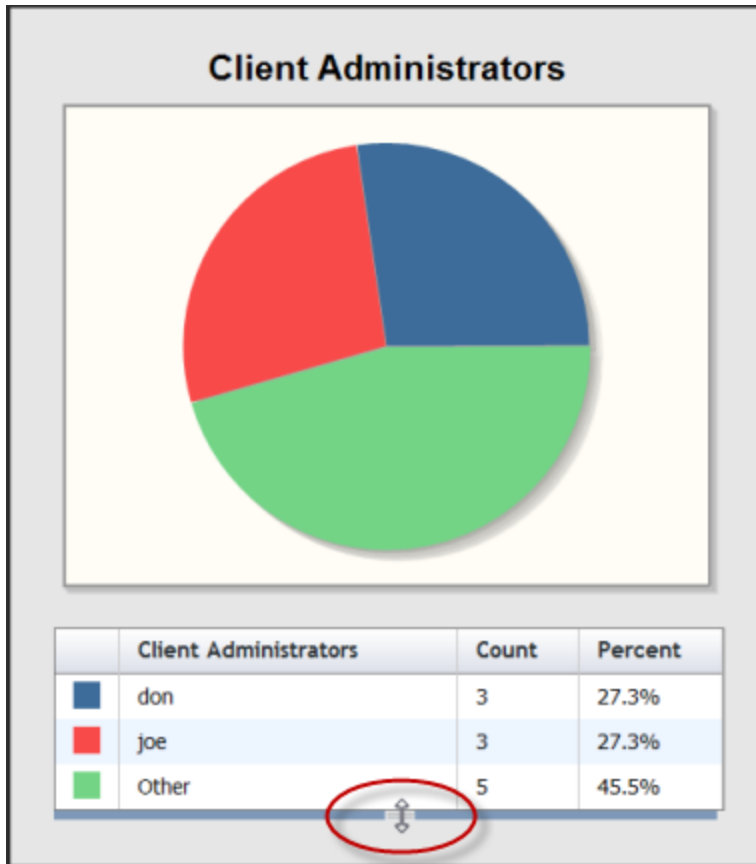 Client Administrators
Client Administrators Count Percent
don 3 27.3%
joe 3 27.3%
Other 5 45.5%